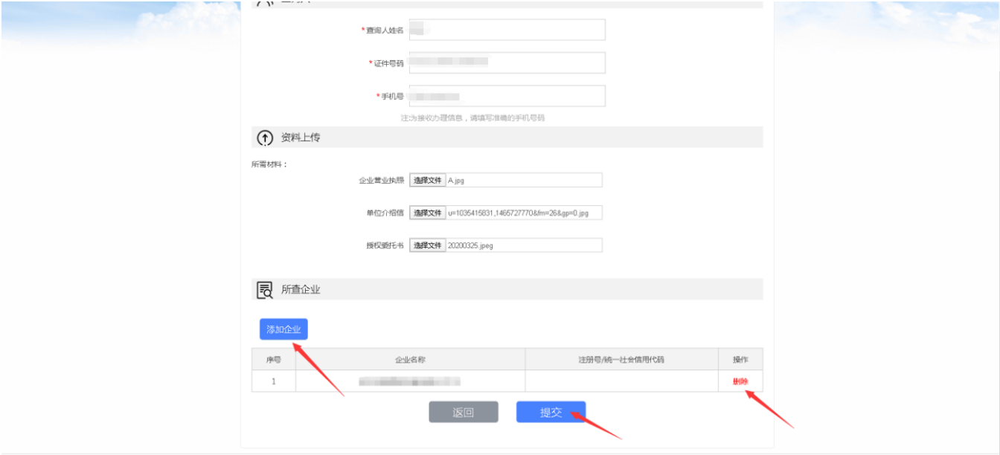 *查询人姓名
*证件号码
*手机号
注:为接收办理信息，请填写准确的手机号码
资料上传
所需材料：
企业营业执照 选择文件 A.jpg
单位介绍信 选择文件 u=1035415831,1465727770&fm=26&gp=0.jpg
授权委托书 选择文件 20200325.jpeg
所查企业
添加企业
序号 企业名称 注册号/统一社会信用代码 操作
1 删除
返回 提交